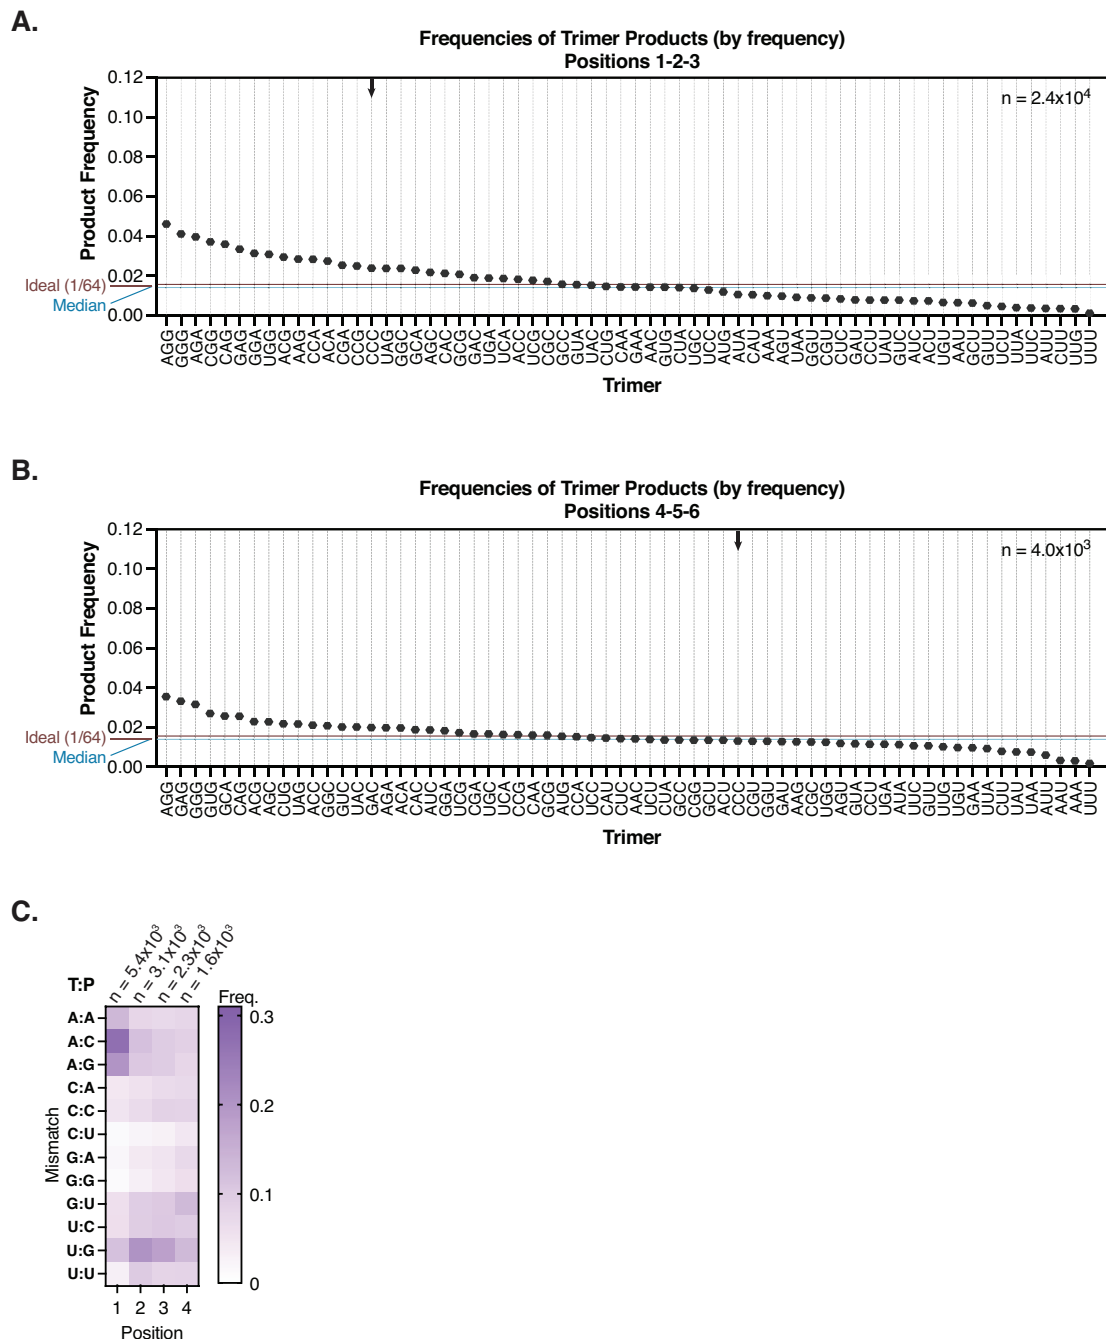 A.
Frequencies of Trimer Products (by frequency)
Positions 1-2-3
n = 2.4x10⁴
Product Frequency
0.12
0.10
0.08
0.06
0.04
0.02
0.00
Ideal (1/64)
Median
AGG GGG AGA CGG CAG GAG GGA UGG ACG AAG CCA ACA CGA CCG CCC UAG GGC GCA AGC CAC GCG GAC UGA UCA ACC UCG CGC GCC GUA UAC CUG CAA GAA AAC GUG CUA UGC UCC AUG AUA CAU AAA AGU UAA GGU CGU CUC GAU CCU UAU GUC AUC ACU UGU AAU GCU GUU UCU UUA UUC AUU CUU UUG UUU
Trimer
B.
Frequencies of Trimer Products (by frequency)
Positions 4-5-6
n = 4.0x10³
Product Frequency
0.12
0.10
0.08
0.06
0.04
0.02
0.00
Ideal (1/64)
Median
AGG GAG GGG GUG GCA CAG ACG AGC CUG UAG ACC GGC GUC UAC GAC AGA ACA CAC AUC GGA UCG CGA UGC UCA CCG CAA GCG AUG CCA UCC CAU CUC AAC UCU CUA GCC CGG GCU ACU CCC CGU GGU GAU AAG CGC UGG AGU GUA CCU UGA AUA UUC GUU UUG UGU GAA UUA CUU UAU UAA AUU AAU AAA UUU
Trimer
C.
n = 5.4x10³
n = 3.1x10³
n = 2.3x10³
n = 1.6x10³
T:P
Freq.
Mismatch
A:A
A:C
A:G
C:A
C:C
C:U
G:A
G:G
G:U
U:C
U:G
U:U
0.3
0.2
0.1
0
1 2 3 4
Position